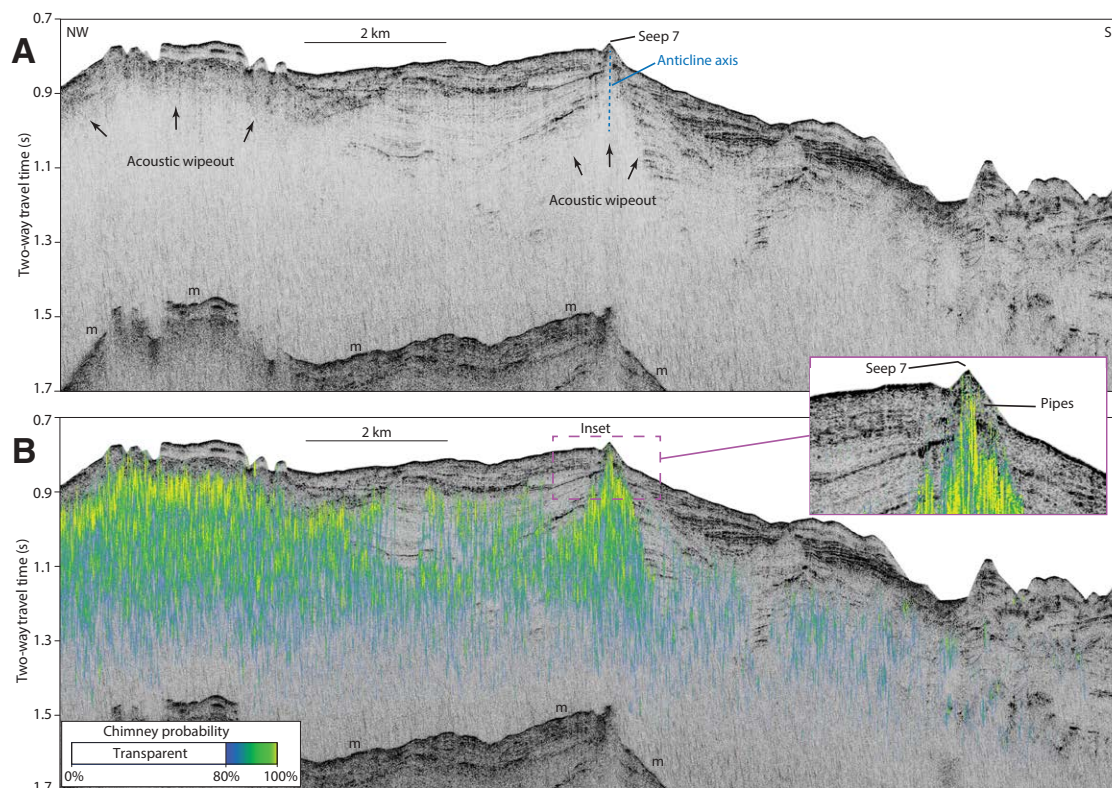 A
NW
S
0.7
0.9
1.1
1.3
1.5
1.7
Two-way travel time (s)
2 km
Seep 7
Anticline axis
Acoustic wipeout
Acoustic wipeout
m
m
m
m
m
Seep 7
Pipes
B
0.7
0.9
1.1
1.3
1.5
1.7
Two-way travel time (s)
2 km
Inset
m
m
m
Chimney probability
Transparent
0%
80%
100%